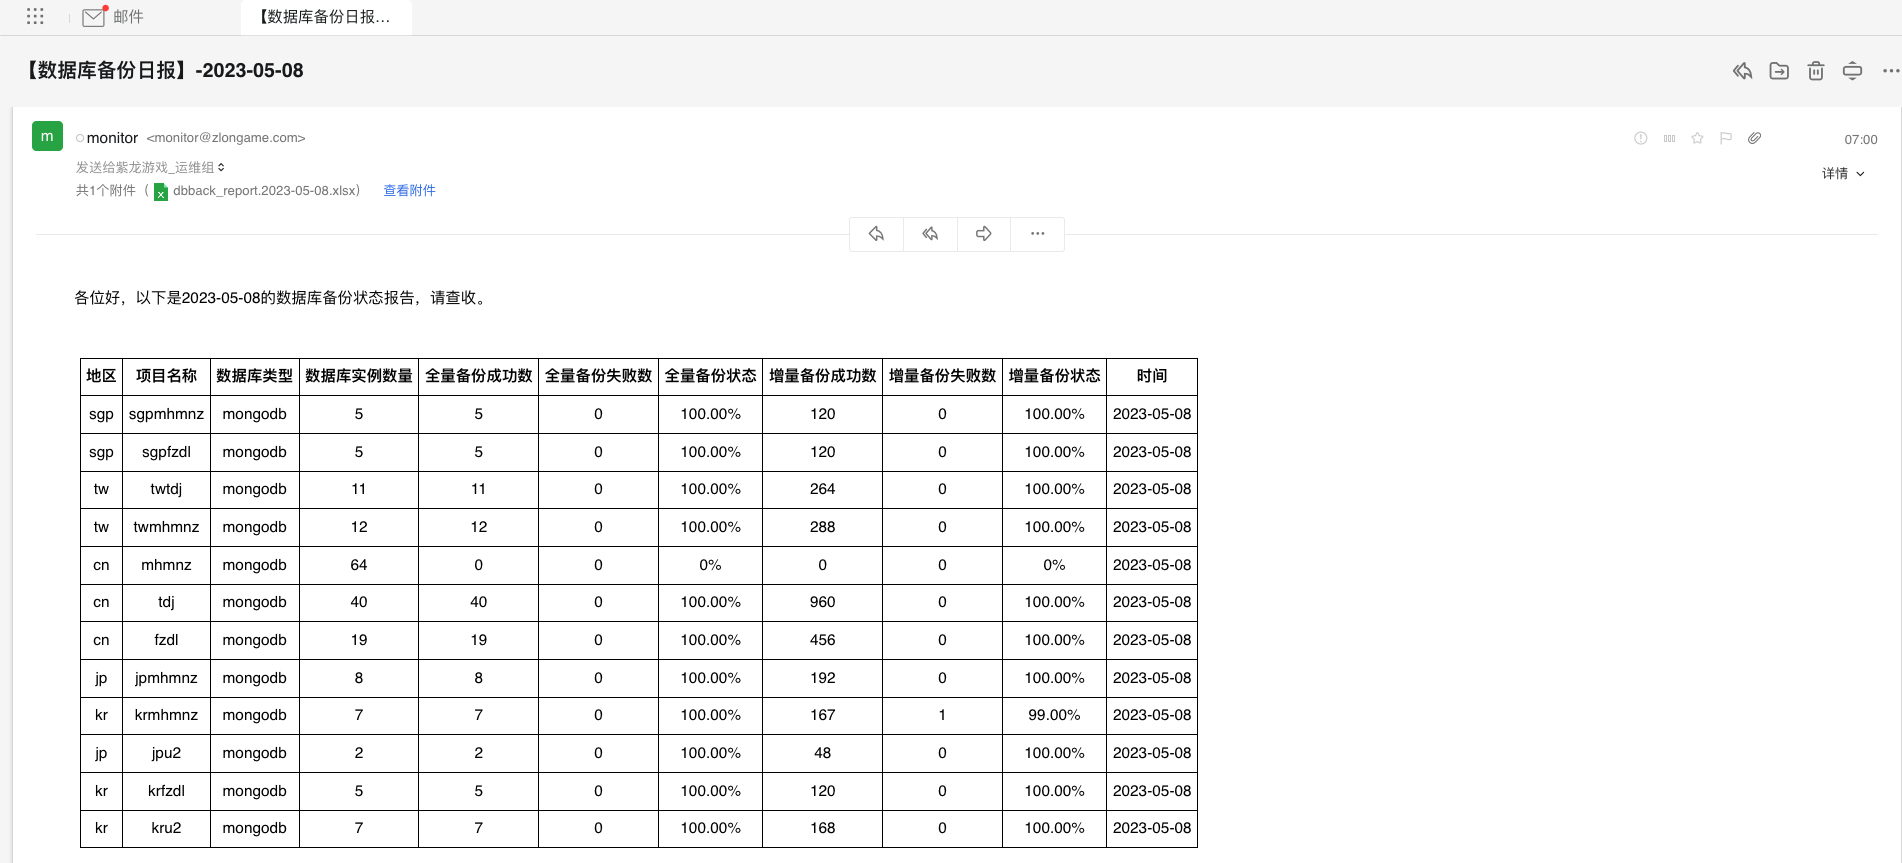 邮件
【数据库备份日报...
【数据库备份日报】-2023-05-08
m
monitor <monitor@zlongame.com>
07:00
发送给紫龙游戏_运维组
详情
共1个附件（ dbback_report.2023-05-08.xlsx） 查看附件
各位好，以下是2023-05-08的数据库备份状态报告，请查收。
地区 项目名称 数据库类型 数据库实例数量 全量备份成功数 全量备份失败数 全量备份状态 增量备份成功数 增量备份失败数 增量备份状态 时间
sgp sgpmhmnz mongodb 5 5 0 100.00% 120 0 100.00% 2023-05-08
sgp sgpfzdl mongodb 5 5 0 100.00% 120 0 100.00% 2023-05-08
tw twtdj mongodb 11 11 0 100.00% 264 0 100.00% 2023-05-08
tw twmhmnz mongodb 12 12 0 100.00% 288 0 100.00% 2023-05-08
cn mhmnz mongodb 64 0 0 0% 0 0 0% 2023-05-08
cn tdj mongodb 40 40 0 100.00% 960 0 100.00% 2023-05-08
cn fzdl mongodb 19 19 0 100.00% 456 0 100.00% 2023-05-08
jp jpmhmnz mongodb 8 8 0 100.00% 192 0 100.00% 2023-05-08
kr krmhmnz mongodb 7 7 0 100.00% 167 1 99.00% 2023-05-08
jp jpu2 mongodb 2 2 0 100.00% 48 0 100.00% 2023-05-08
kr krfzdl mongodb 5 5 0 100.00% 120 0 100.00% 2023-05-08
kr kru2 mongodb 7 7 0 100.00% 168 0 100.00% 2023-05-08